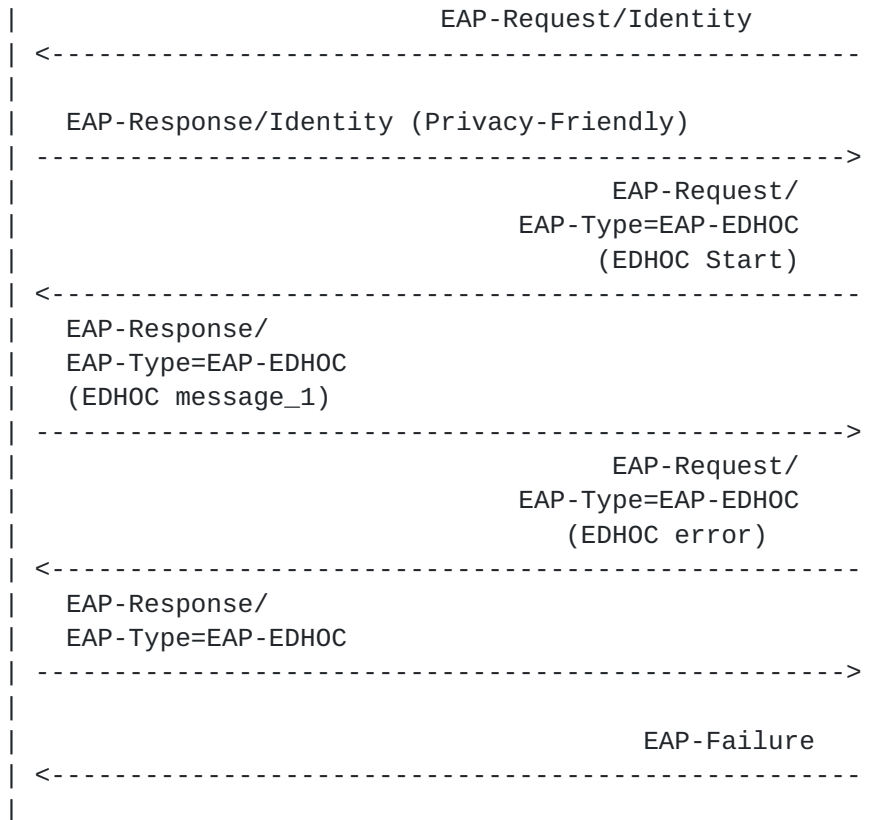 |                           EAP-Request/Identity
| <----------------------------------------------------
|
|   EAP-Response/Identity (Privacy-Friendly)
| ---------------------------------------------------->
|                                      EAP-Request/
|                                EAP-Type=EAP-EDHOC
|                                     (EDHOC Start)
| <----------------------------------------------------
|   EAP-Response/
|   EAP-Type=EAP-EDHOC
|   (EDHOC message_1)
| ---------------------------------------------------->
|                                      EAP-Request/
|                                EAP-Type=EAP-EDHOC
|                                   (EDHOC error)
| <----------------------------------------------------
|   EAP-Response/
|   EAP-Type=EAP-EDHOC
| ---------------------------------------------------->
|
|                                        EAP-Failure
| <----------------------------------------------------
|